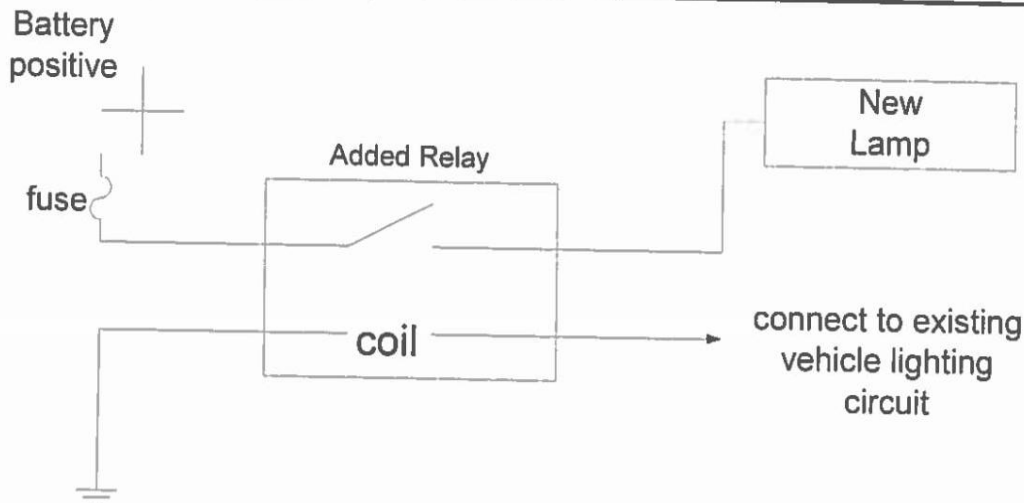 Battery
positive
fuse
Added Relay
New
Lamp
coil
connect to existing
vehicle lighting
circuit